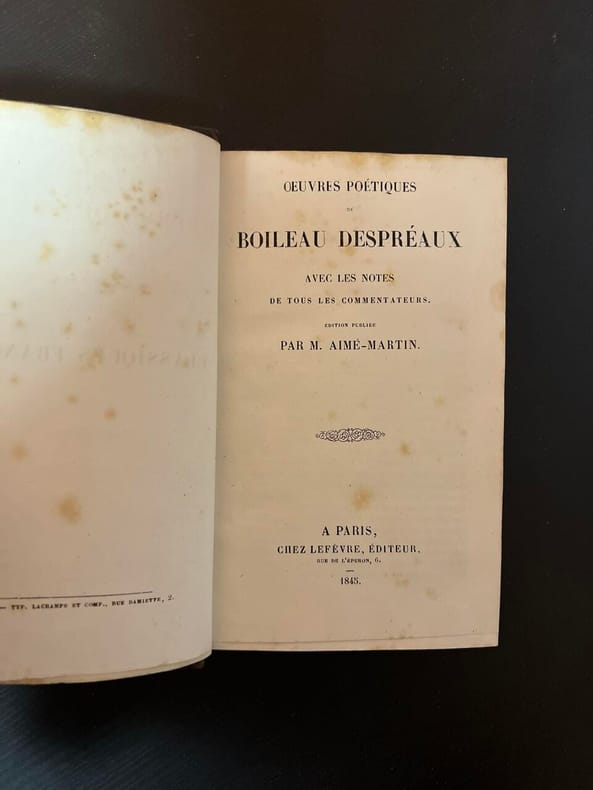 — TYP. LACRAMPE ET COMP., RUE DAMIETTE, 2.
OEUVRES POÉTIQUES
DE
BOILEAU DESPRÉAUX
AVEC LES NOTES
DE TOUS LES COMMENTATEURS.
ÉDITION PUBLIÉE
PAR M. AIMÉ-MARTIN.
A PARIS,
CHEZ LEFÈVRE, ÉDITEUR,
RUE DE L'ÉPERON, 6.
1845.